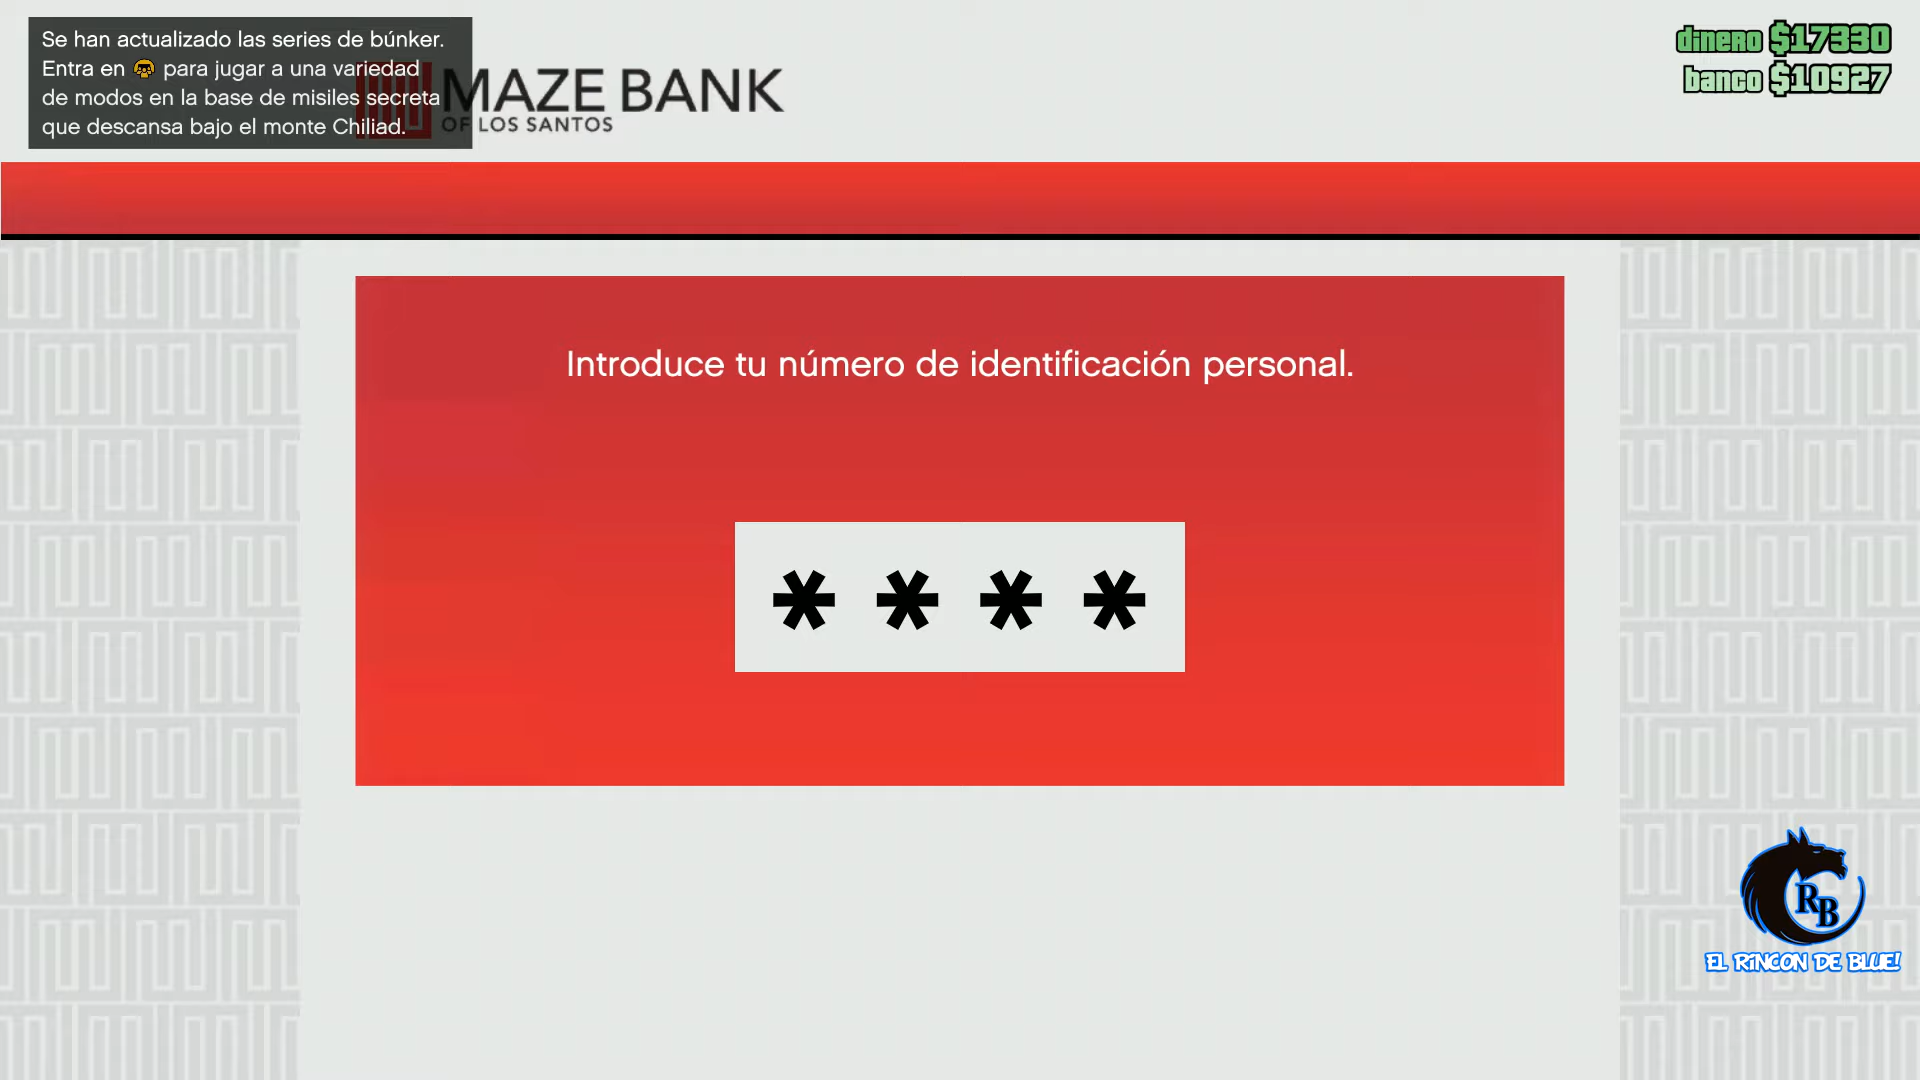 Se han actualizado las series de búnker.
Entra en para jugar a una variedad
de modos en la base de misiles secreta
que descansa bajo el monte Chiliad.
MAZE BANK
OF LOS SANTOS
dinero $17330
banco $10927
Introduce tu número de identificación personal.
* * * *
RB
EL RINCON DE BLUE!